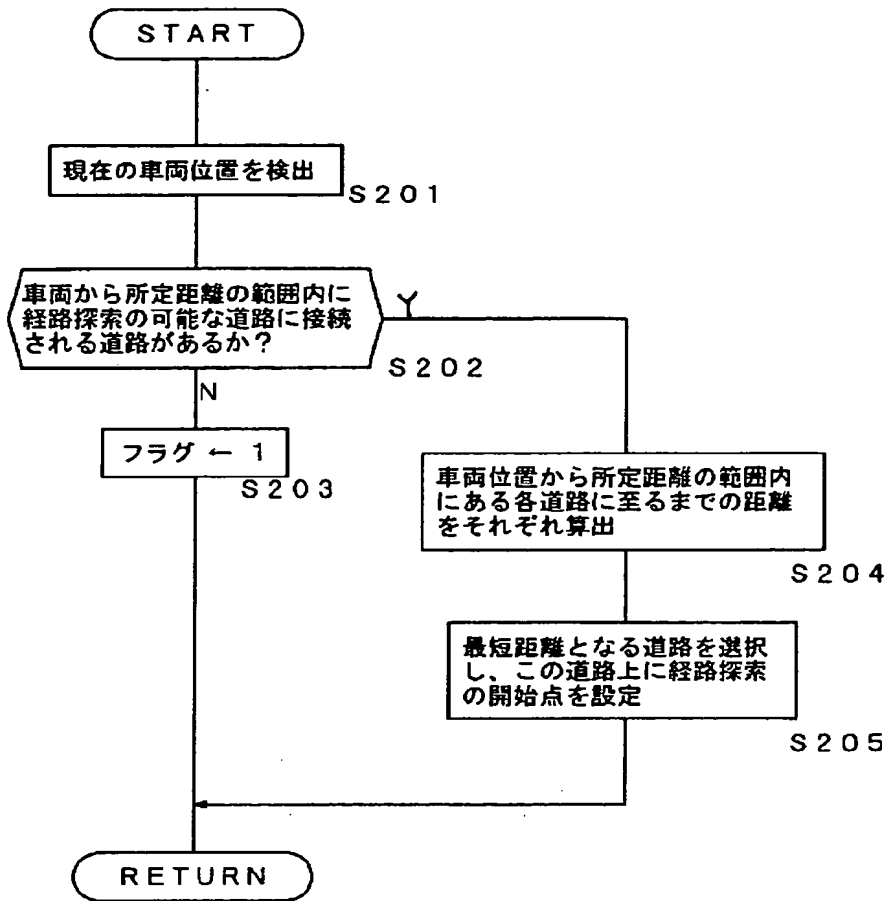 START
現在の車両位置を検出
S201
車両から所定距離の範囲内に
経路探索の可能な道路に接続
される道路があるか？
Y
S202
N
フラグ ← 1
S203
車両位置から所定距離の範囲内
にある各道路に至るまでの距離
をそれぞれ算出
S204
最短距離となる道路を選択
し、この道路上に経路探索
の開始点を設定
S205
RETURN